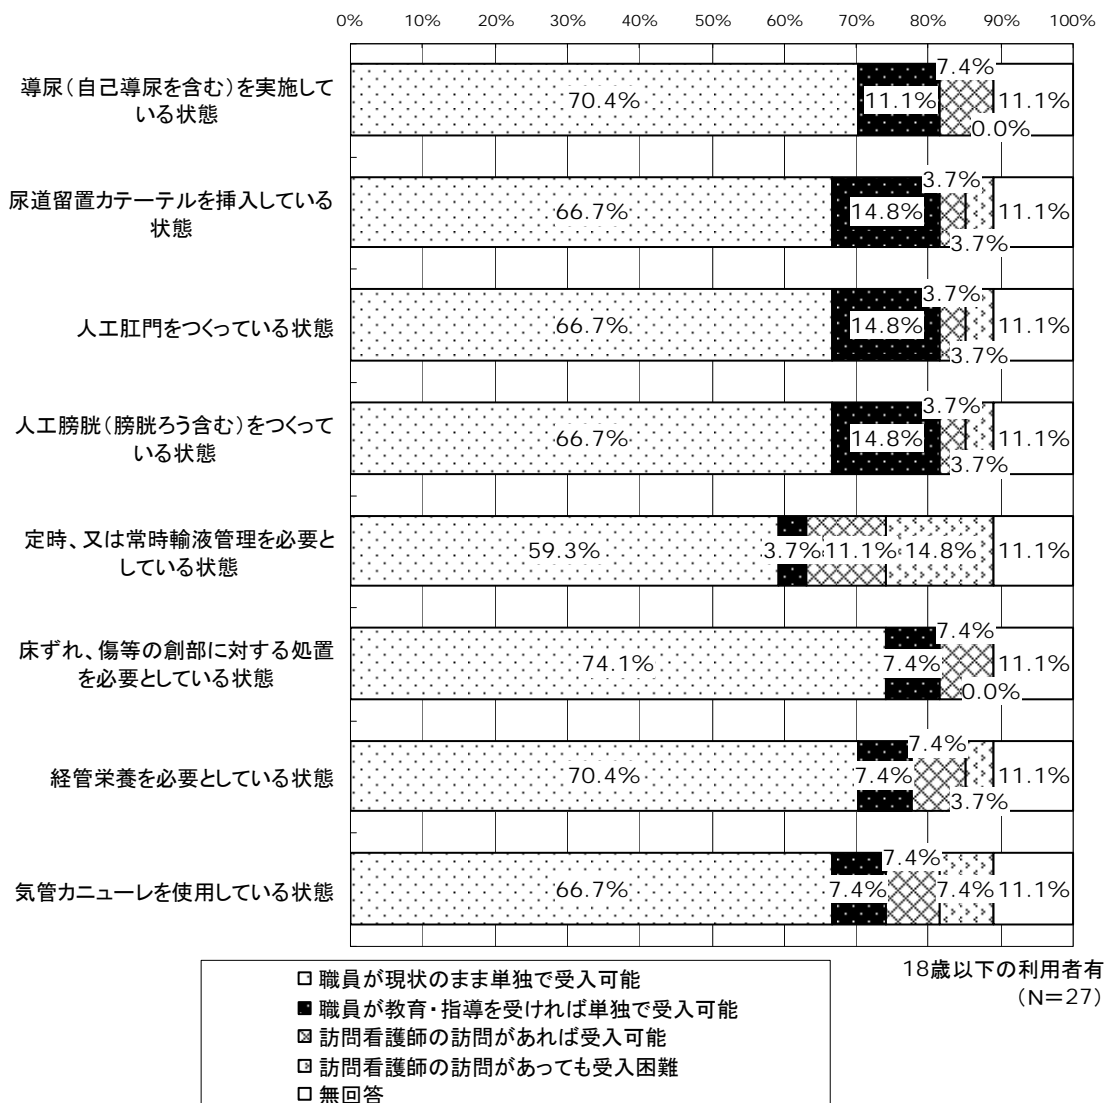 0% 10% 20% 30% 40% 50% 60% 70% 80% 90% 100%
導尿（自己導尿を含む）を実施して
いる状態
70.4% 11.1% 7.4% 0.0% 11.1%
尿道留置カテーテルを挿入している
状態
66.7% 14.8% 3.7% 3.7% 11.1%
人工肛門をつくっている状態
66.7% 14.8% 3.7% 3.7% 11.1%
人工膀胱（膀胱ろう含む）をつくって
いる状態
66.7% 14.8% 3.7% 3.7% 11.1%
定時、又は常時輸液管理を必要と
している状態
59.3% 3.7% 11.1% 14.8% 11.1%
床ずれ、傷等の創部に対する処置
を必要としている状態
74.1% 7.4% 7.4% 0.0% 11.1%
経管栄養を必要としている状態
70.4% 7.4% 7.4% 3.7% 11.1%
気管カニューレを使用している状態
66.7% 7.4% 7.4% 7.4% 11.1%
18歳以下の利用者有
（N=27）
職員が現状のまま単独で受入可能
職員が教育・指導を受ければ単独で受入可能
訪問看護師の訪問があれば受入可能
訪問看護師の訪問があっても受入困難
無回答